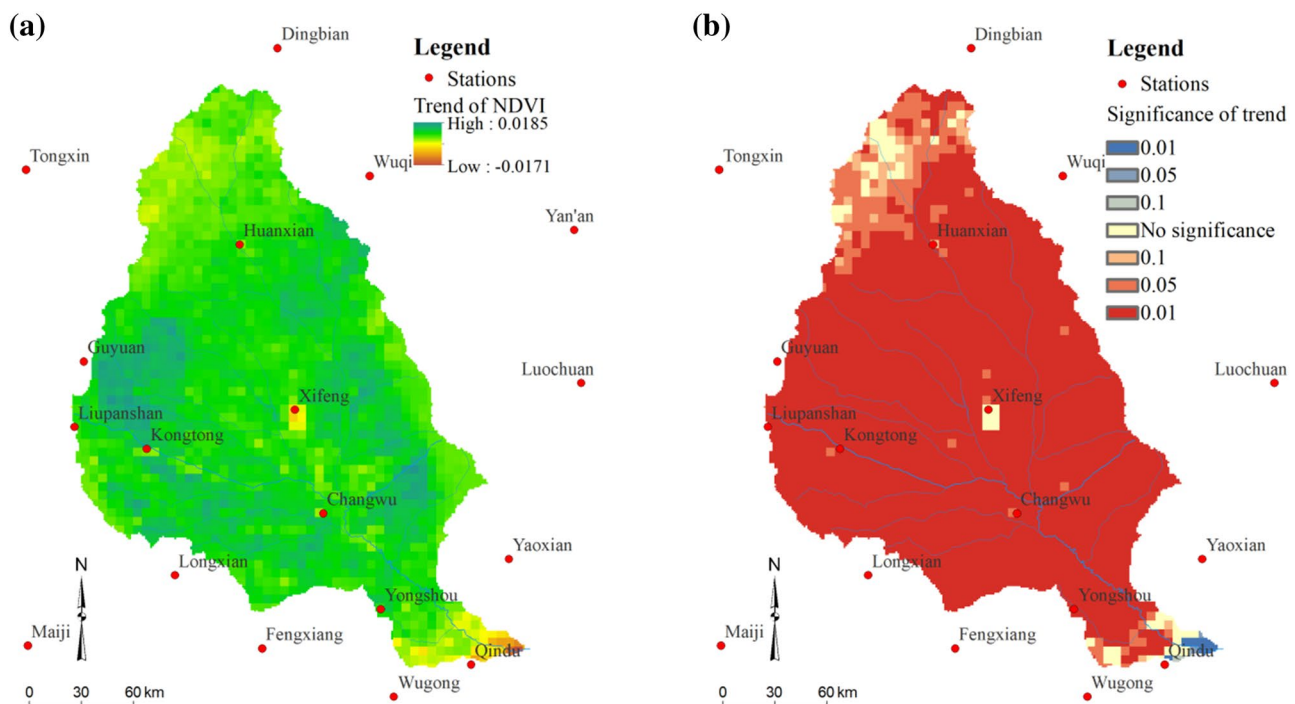 (a)
Dingbian
Legend
Stations
Trend of NDVI
High : 0.0185
Low : -0.0171
Tongxin
Wuqi
Yan'an
Huanxian
Guyuan
Luochuan
Xifeng
Liupanshan
Kongtong
Changwu
Yaoxian
N
Longxian
Yongshou
Maiji
Fengxiang
Qindu
Wugong
0 30 60 km
(b)
Dingbian
Legend
Stations
Significance of trend
0.01
0.05
0.1
No significance
0.1
0.05
0.01
Tongxin
Wuqi
Yan'an
Huanxian
Guyuan
Luochuan
Xifeng
Liupanshan
Kongtong
Changwu
Yaoxian
N
Longxian
Yongshou
Maiji
Fengxiang
Qindu
Wugong
0 30 60 km